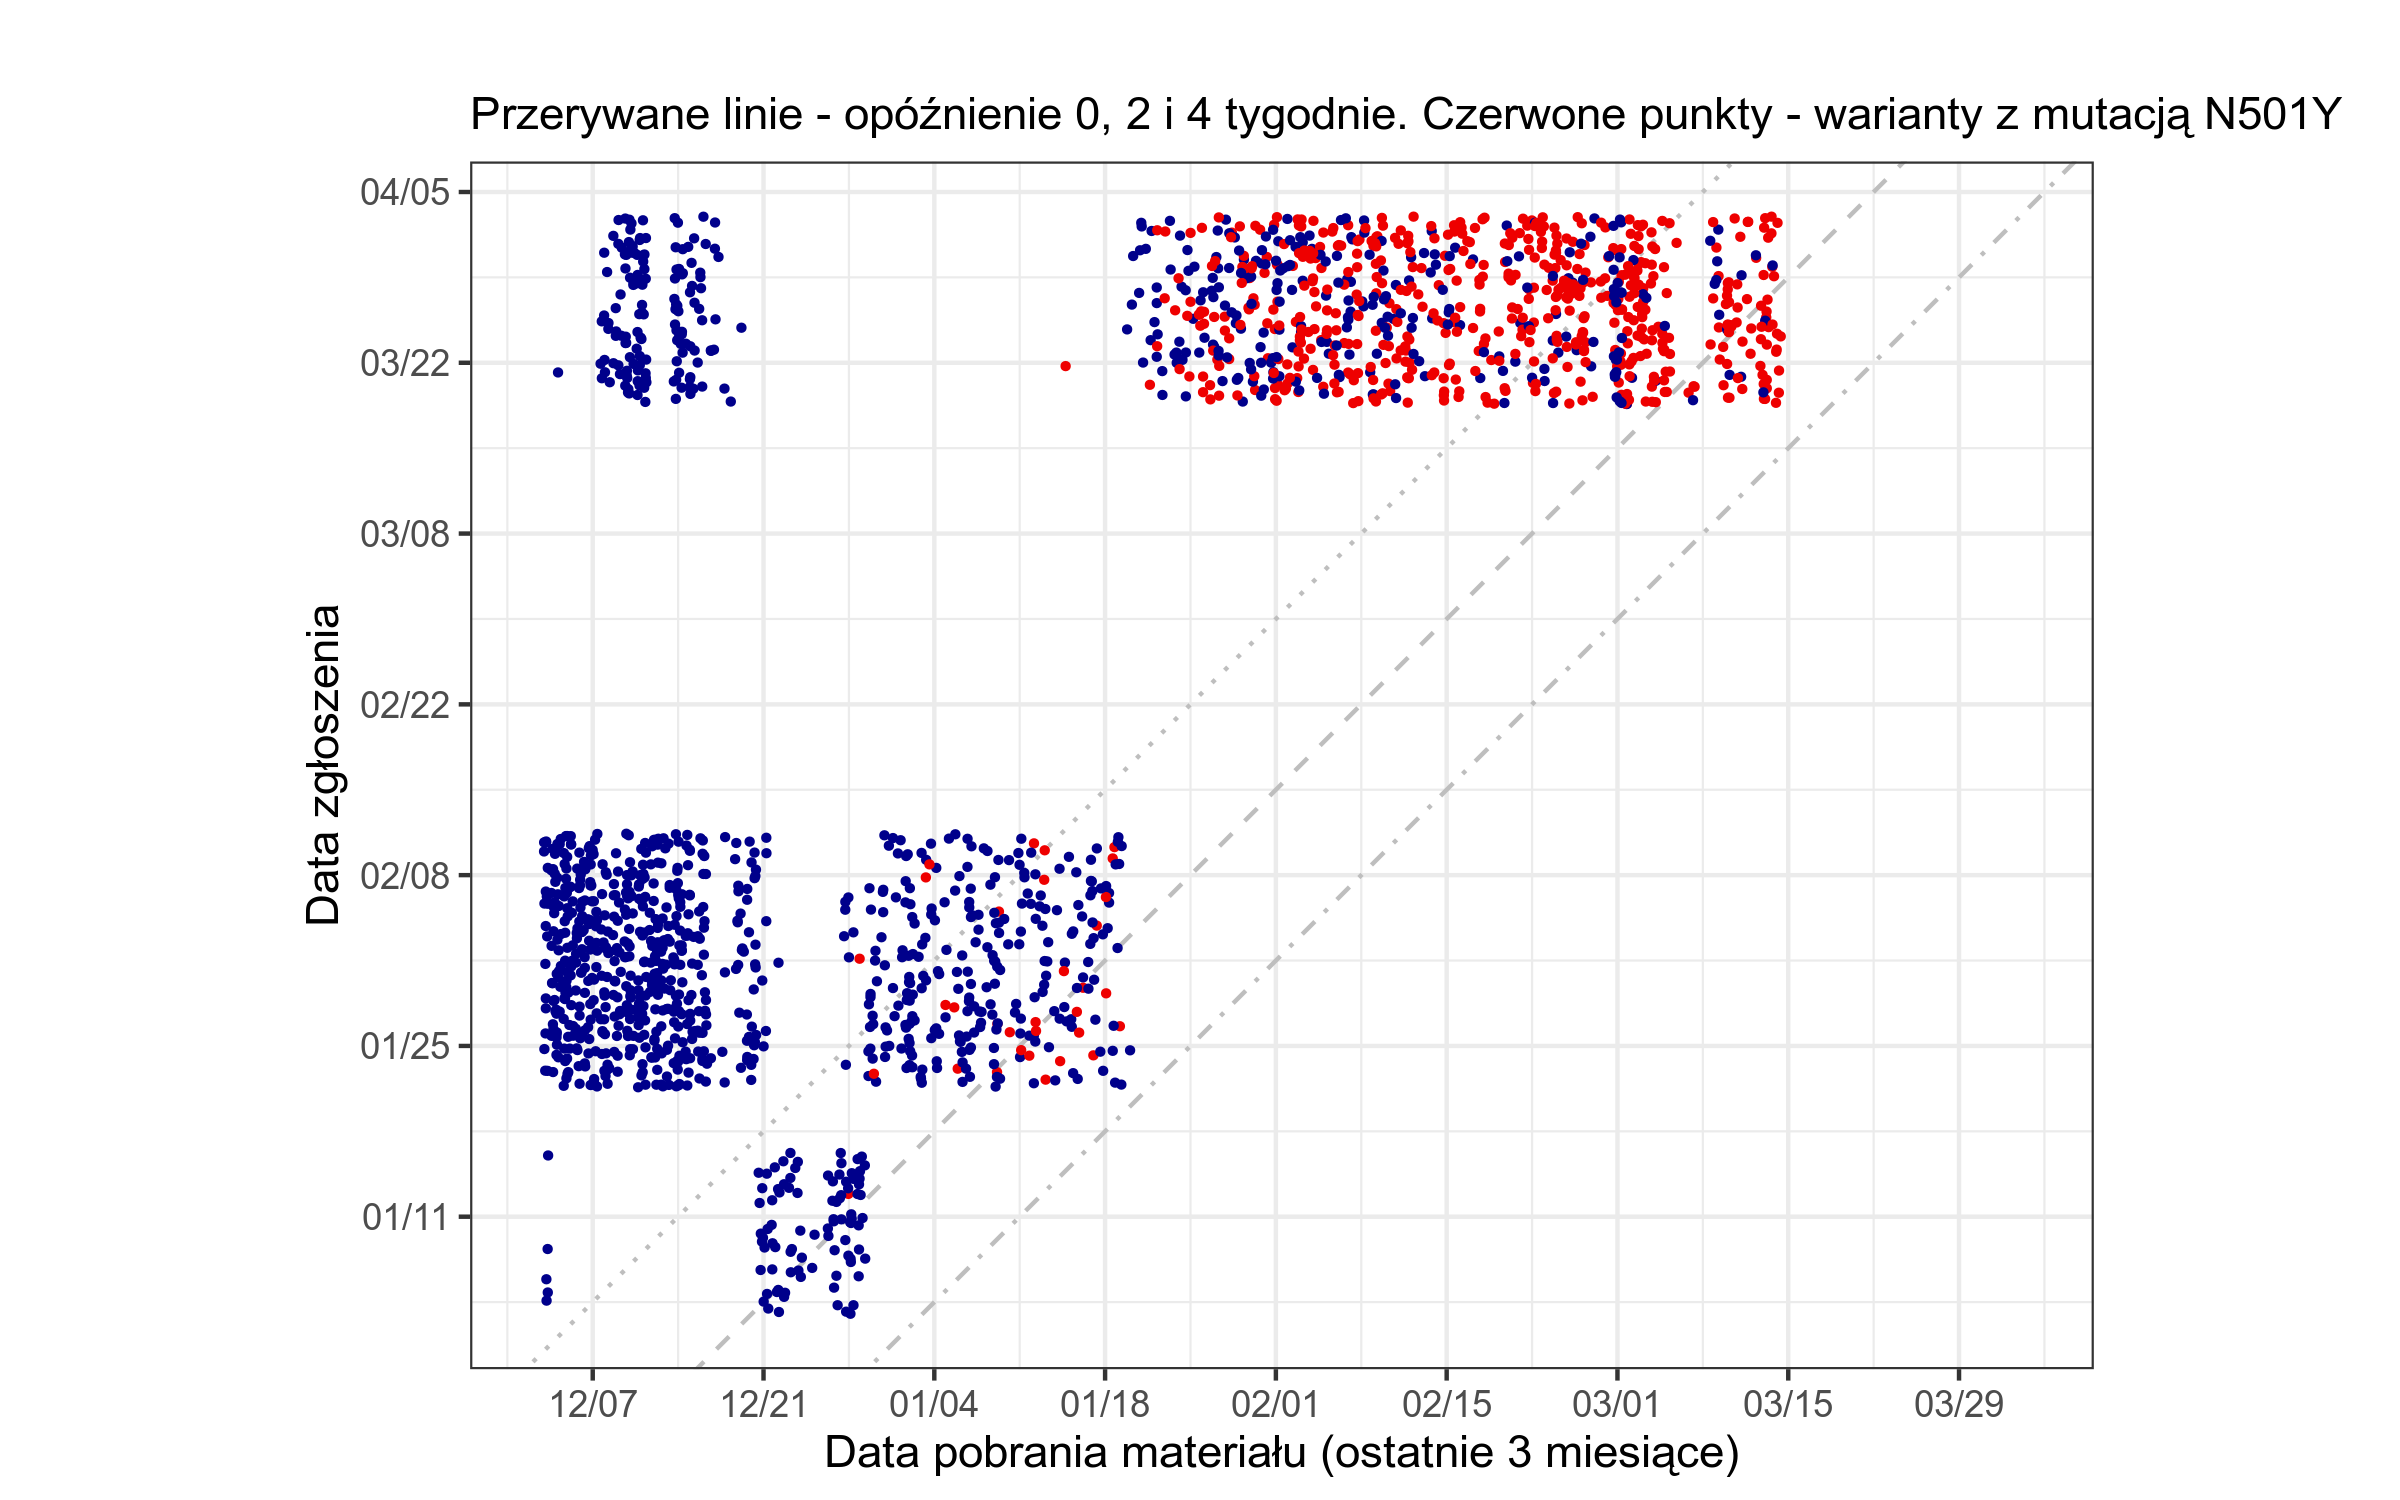 Przerywane linie - opóźnienie 0, 2 i 4 tygodnie. Czerwone punkty - warianty z mutacją N501Y
Data zgłoszenia
04/05
03/22
03/08
02/22
02/08
01/25
01/11
12/07 12/21 01/04 01/18 02/01 02/15 03/01 03/15 03/29
Data pobrania materiału (ostatnie 3 miesiące)